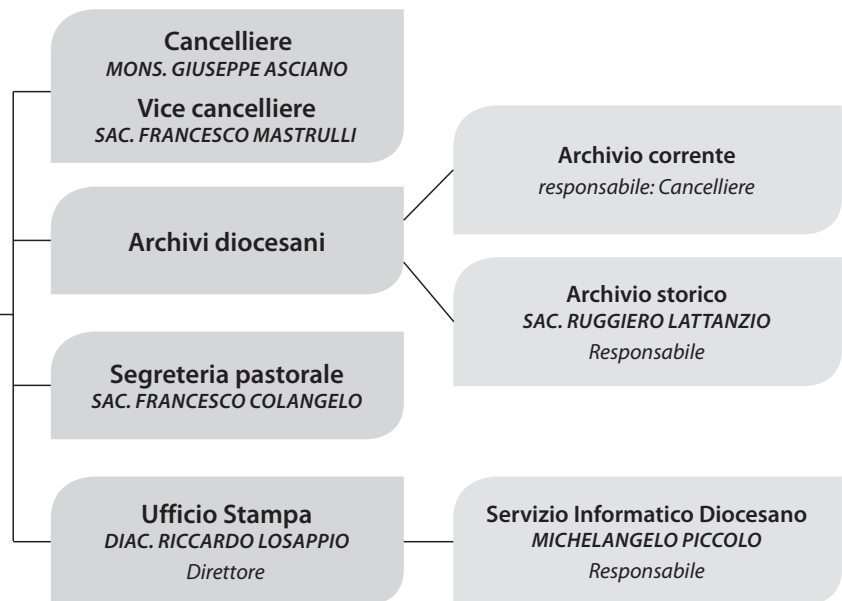 Cancelliere
MONS. GIUSEPPE ASCIANO
Vice cancelliere
SAC. FRANCESCO MASTRULLI
Archivi diocesani
Archivio corrente
responsabile: Cancelliere
Archivio storico
SAC. RUGGIERO LATTANZIO
Responsabile
Segreteria pastorale
SAC. FRANCESCO COLANGELO
Ufficio Stampa
DIAC. RICCARDO LOSAPPIO
Direttore
Servizio Informatico Diocesano
MICHELANGELO PICCOLO
Responsabile